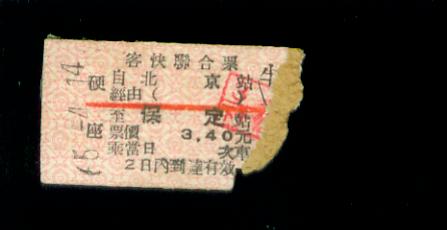 客快聯合票
硬座
自北京站
經由(
至保定站
票價3.40元
乘當日 次車
2日內到達有效
65-4 14